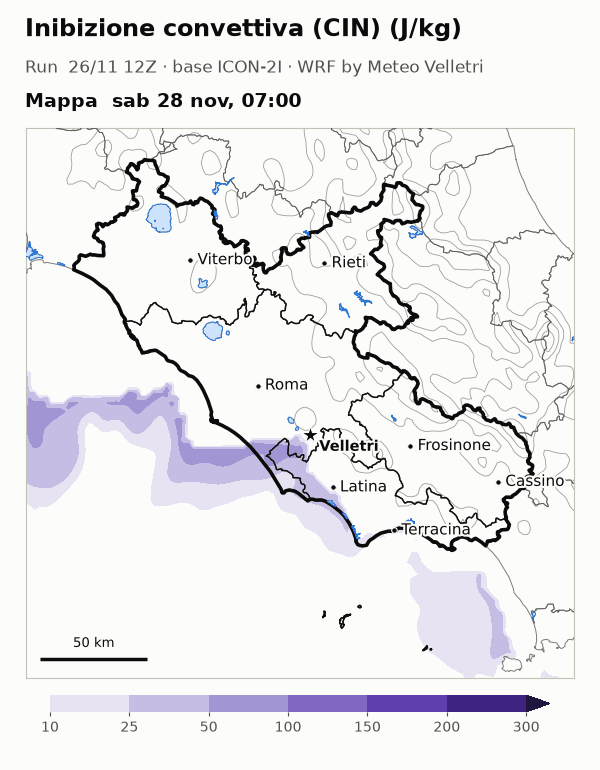 Inibizione convettiva (CIN) (J/kg)
Run  26/11 12Z · base ICON-2I · WRF by Meteo Velletri
Mappa  sab 28 nov, 07:00
Viterbo
Rieti
Roma
Velletri
Frosinone
Cassino
Latina
Terracina
50 km
10 25 50 100 150 200 300